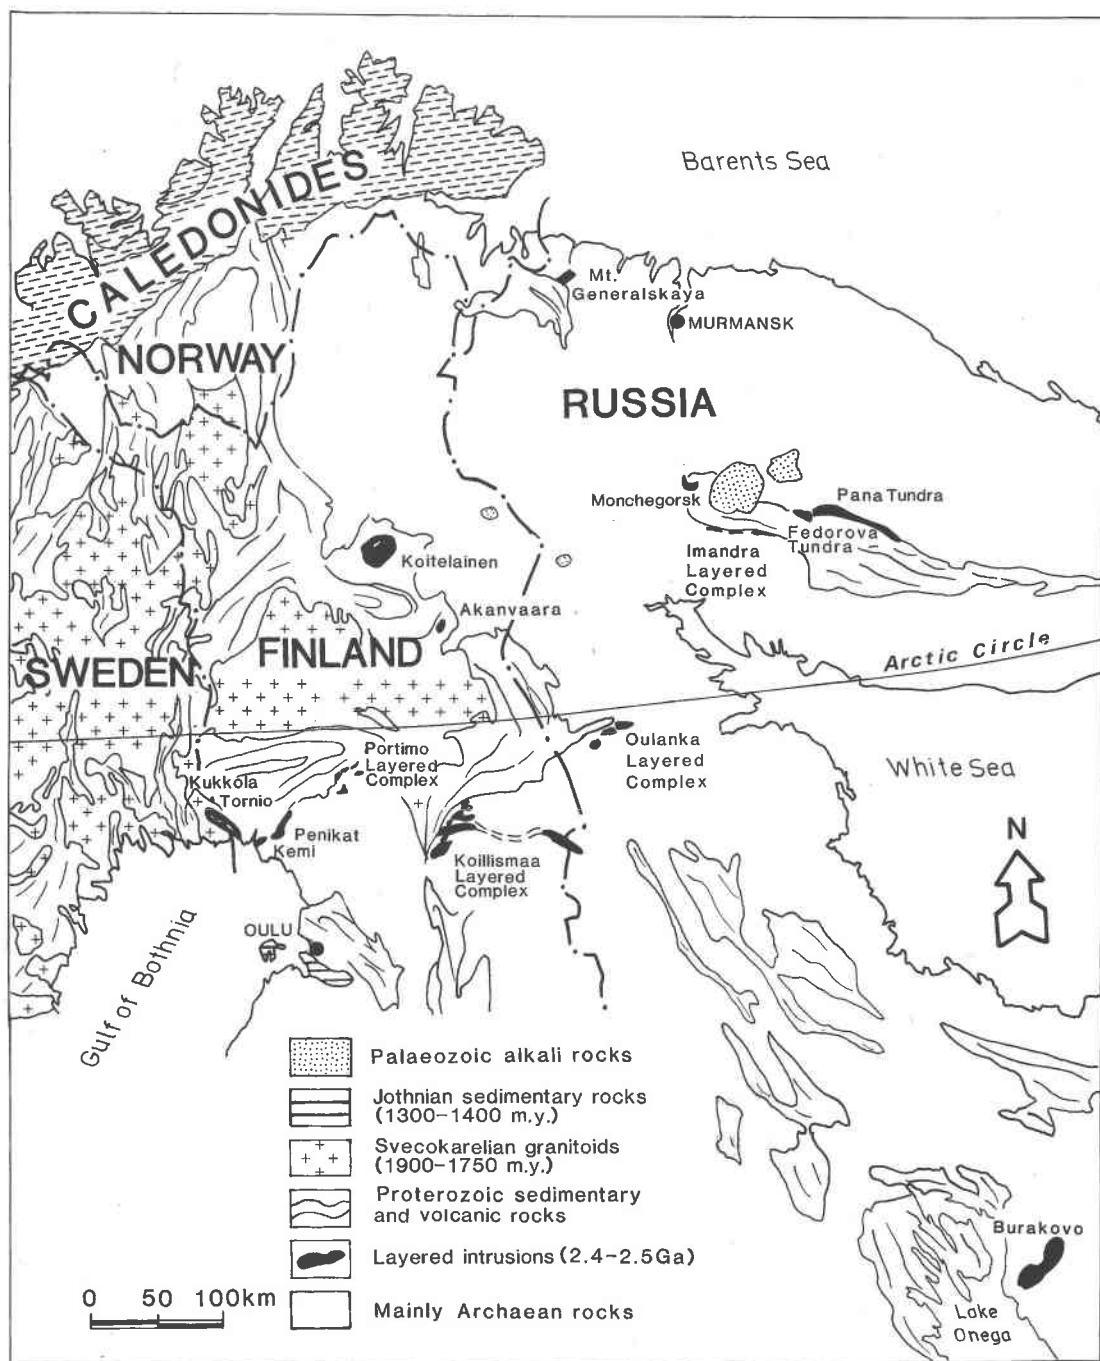 Barents Sea
CALEDONIDES
Mt.
Generalskaya
MURMANSK
NORWAY
RUSSIA
Monchegorsk
Pana Tundra
Fedorova
Tundra
Imandra
Layered
Complex
Koitelainen
Akanvaara
FINLAND
SWEDEN
Arctic Circle
Portimo
Layered
Complex
Oulanka
Layered
Complex
White Sea
Kukkola
Tornio
Penikat
Kemi
Koillismaa
Layered
Complex
N
OULU
Gulf of Bothnia
Palaeozoic alkali rocks
Jothnian sedimentary rocks
(1300-1400 m.y.)
Svecokarelian granitoids
(1900-1750 m.y.)
Proterozoic sedimentary
and volcanic rocks
Layered intrusions (2.4-2.5Ga)
Mainly Archaean rocks
0 50 100km
Burakovo
Lake
Onega